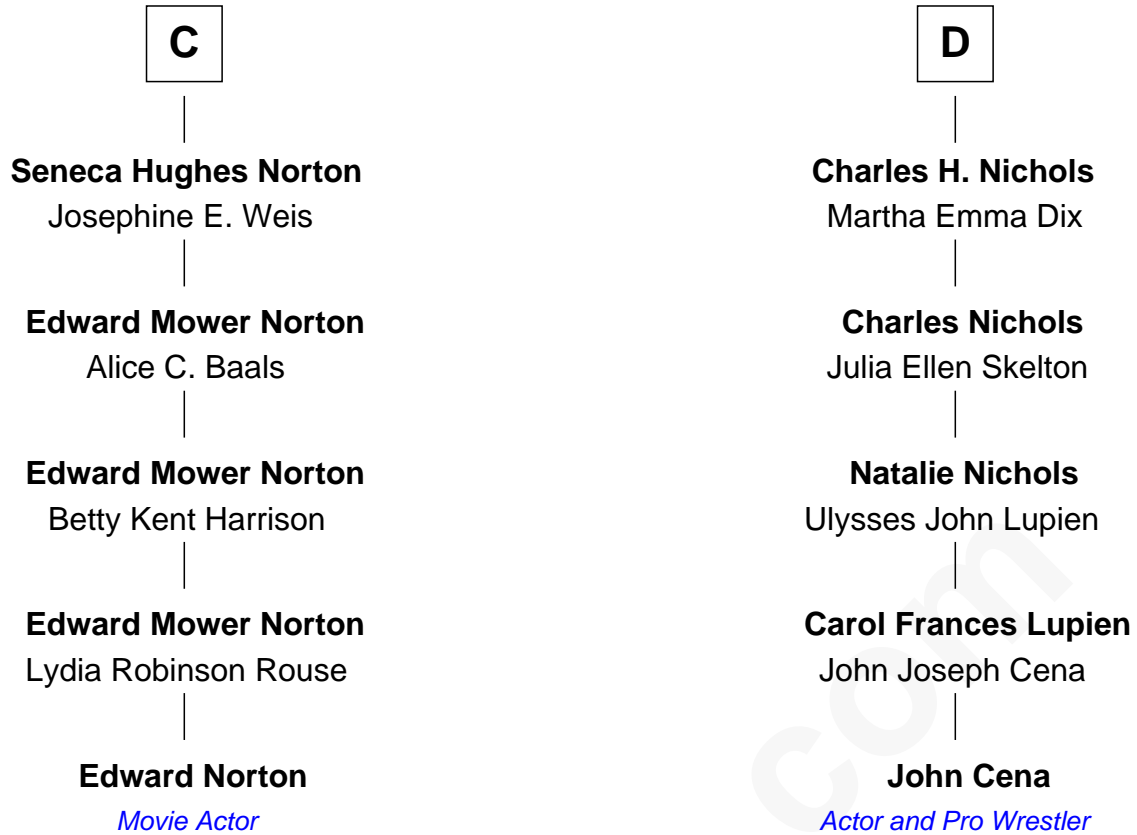 C
Seneca Hughes Norton
Josephine E. Weis
Edward Mower Norton
Alice C. Baals
Edward Mower Norton
Betty Kent Harrison
Edward Mower Norton
Lydia Robinson Rouse
Edward Norton
Movie Actor
D
Charles H. Nichols
Martha Emma Dix
Charles Nichols
Julia Ellen Skelton
Natalie Nichols
Ulysses John Lupien
Carol Frances Lupien
John Joseph Cena
John Cena
Actor and Pro Wrestler
com